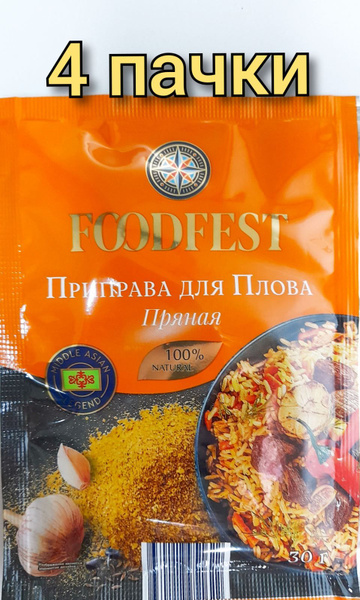 4 пачки
FOODFEST
ПРИПРАВА ДЛЯ ПЛОВА
Пряная
100%
NATURAL
MIDDLE ASIAN
LEGEND
30 г